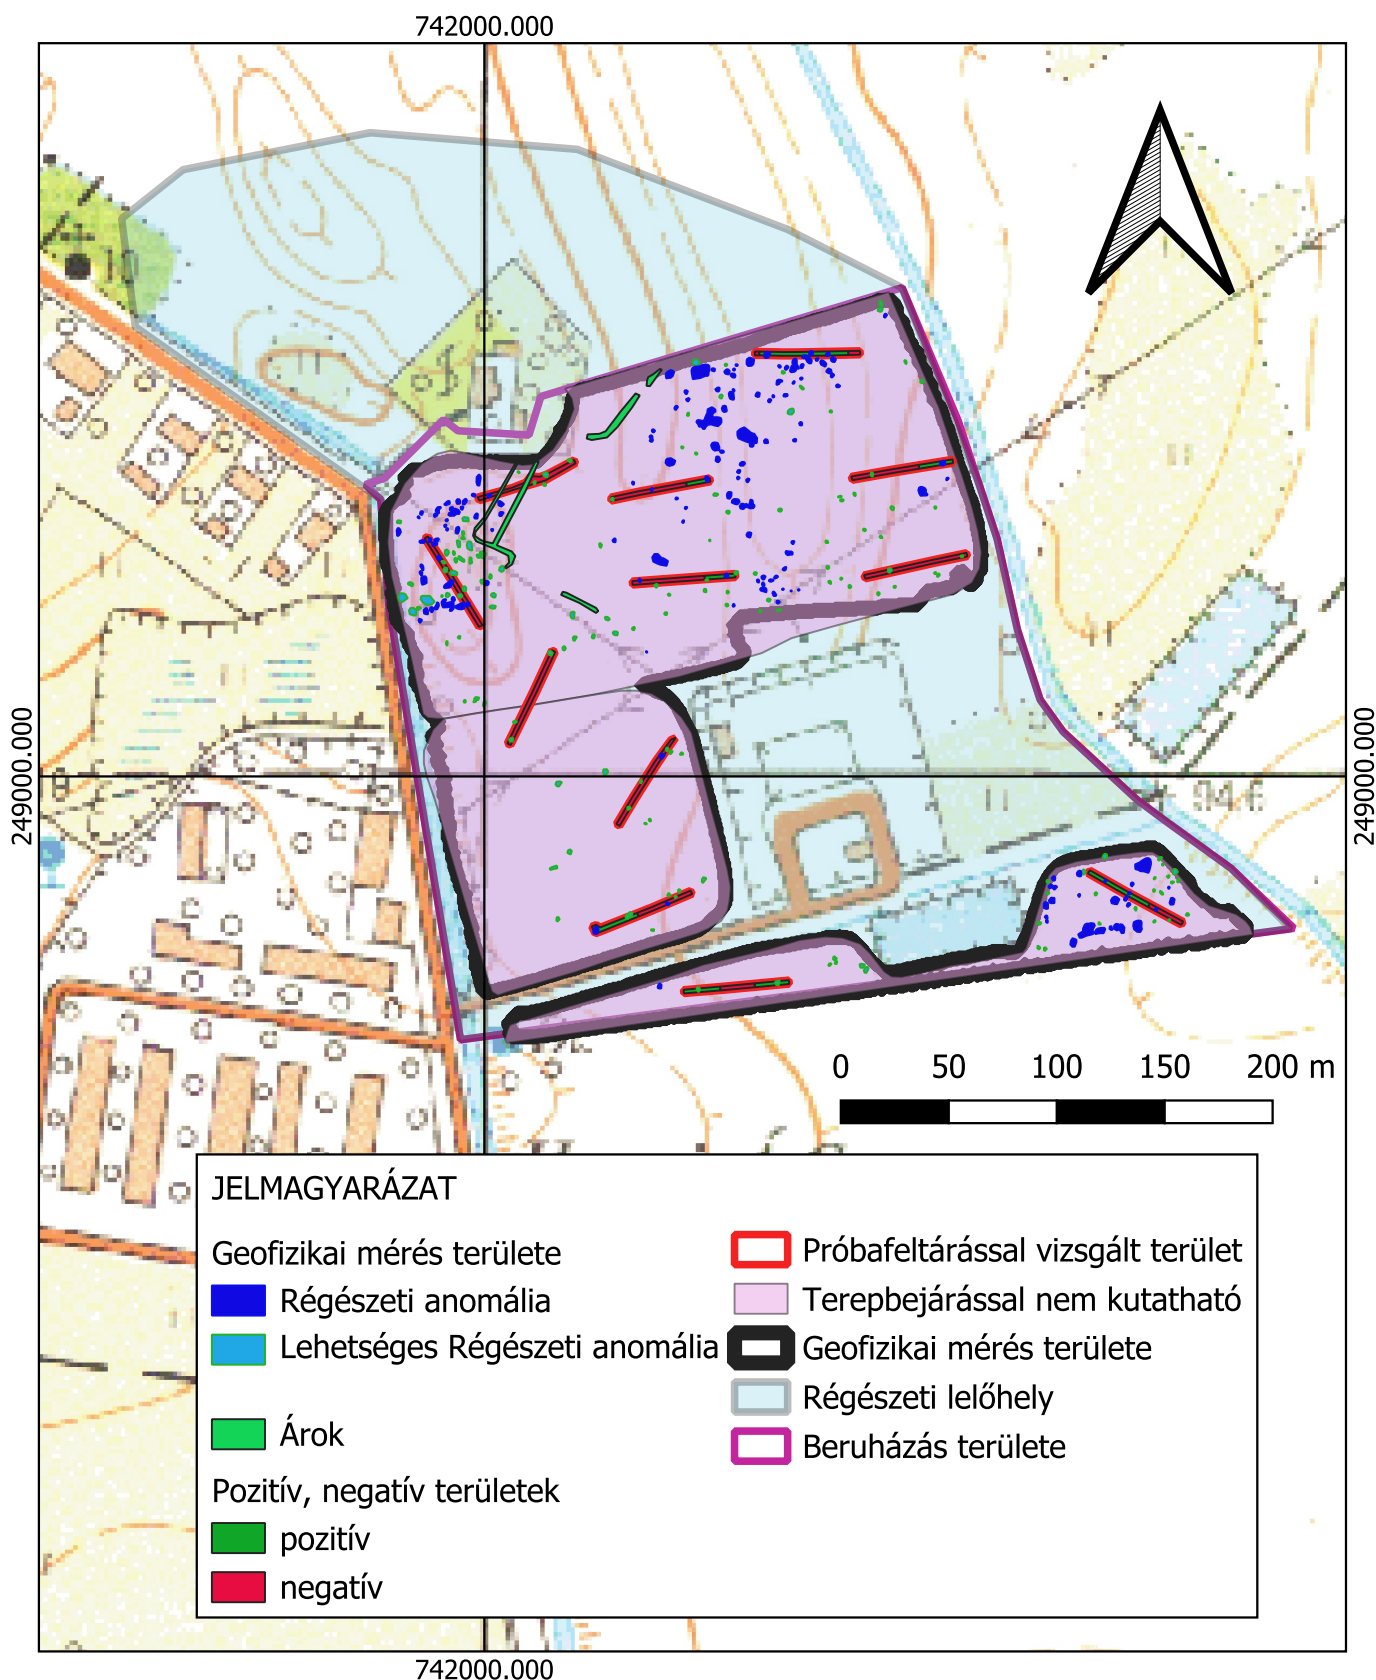 742000.000
249000.000
249000.000
94.6
0 50 100 150 200 m
JELMAGYARÁZAT
Geofizikai mérés területe
Régészeti anomália
Lehetséges Régészeti anomália
Árok
Pozitív, negatív területek
pozitív
negatív
Próbafeltárással vizsgált terület
Terepbejárással nem kutatható
Geofizikai mérés területe
Régészeti lelőhely
Beruházás területe
742000.000